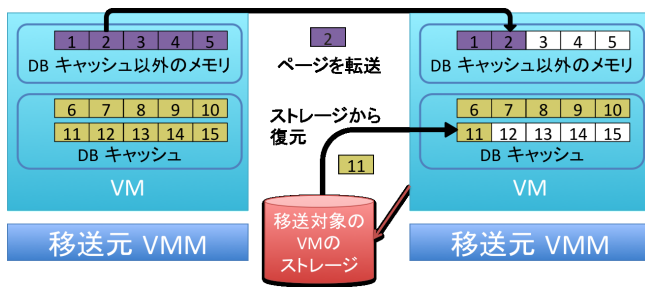 1 2 3 4 5
DB キャッシュ以外のメモリ
6 7 8 9 10
11 12 13 14 15
DB キャッシュ
VM
移送元 VMM
2
ページを転送
ストレージから
復元
11
移送対象の
VMの
ストレージ
1 2 3 4 5
DB キャッシュ以外のメモリ
6 7 8 9 10
11 12 13 14 15
DB キャッシュ
VM
移送元 VMM